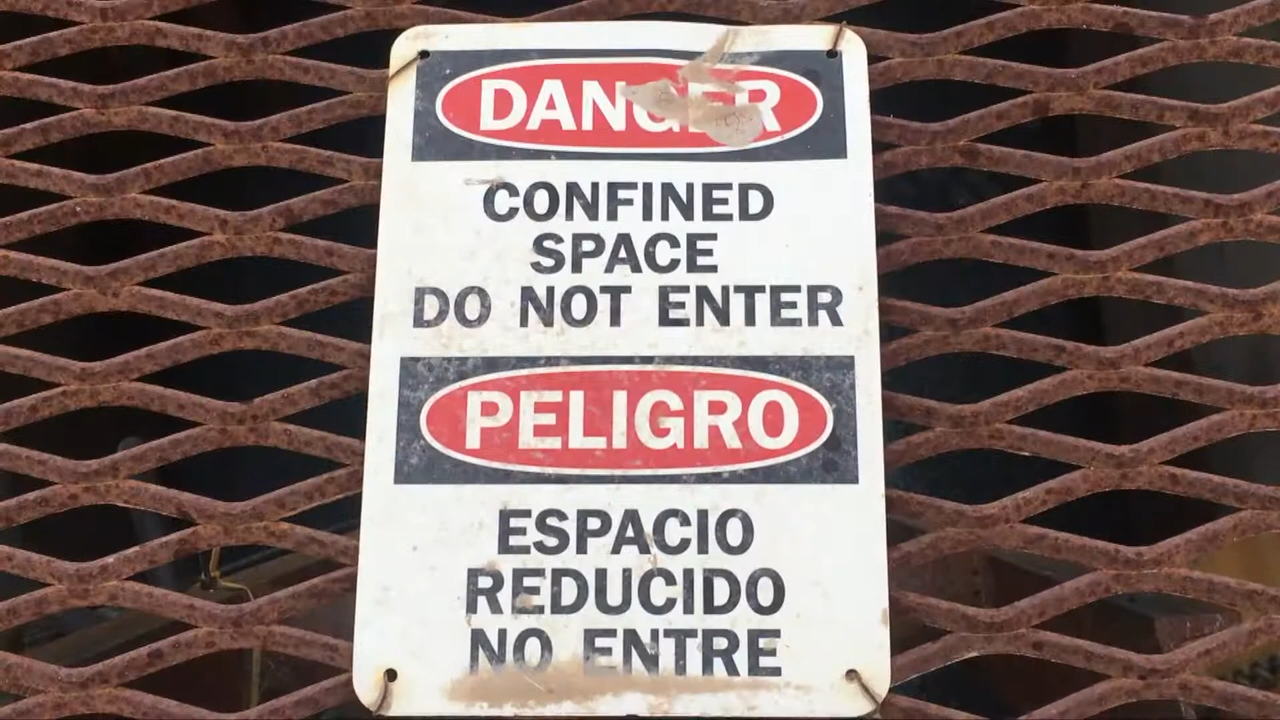 DANGER
CONFINED
SPACE
DO NOT ENTER
PELIGRO
ESPACIO
REDUCIDO
NO ENTRE